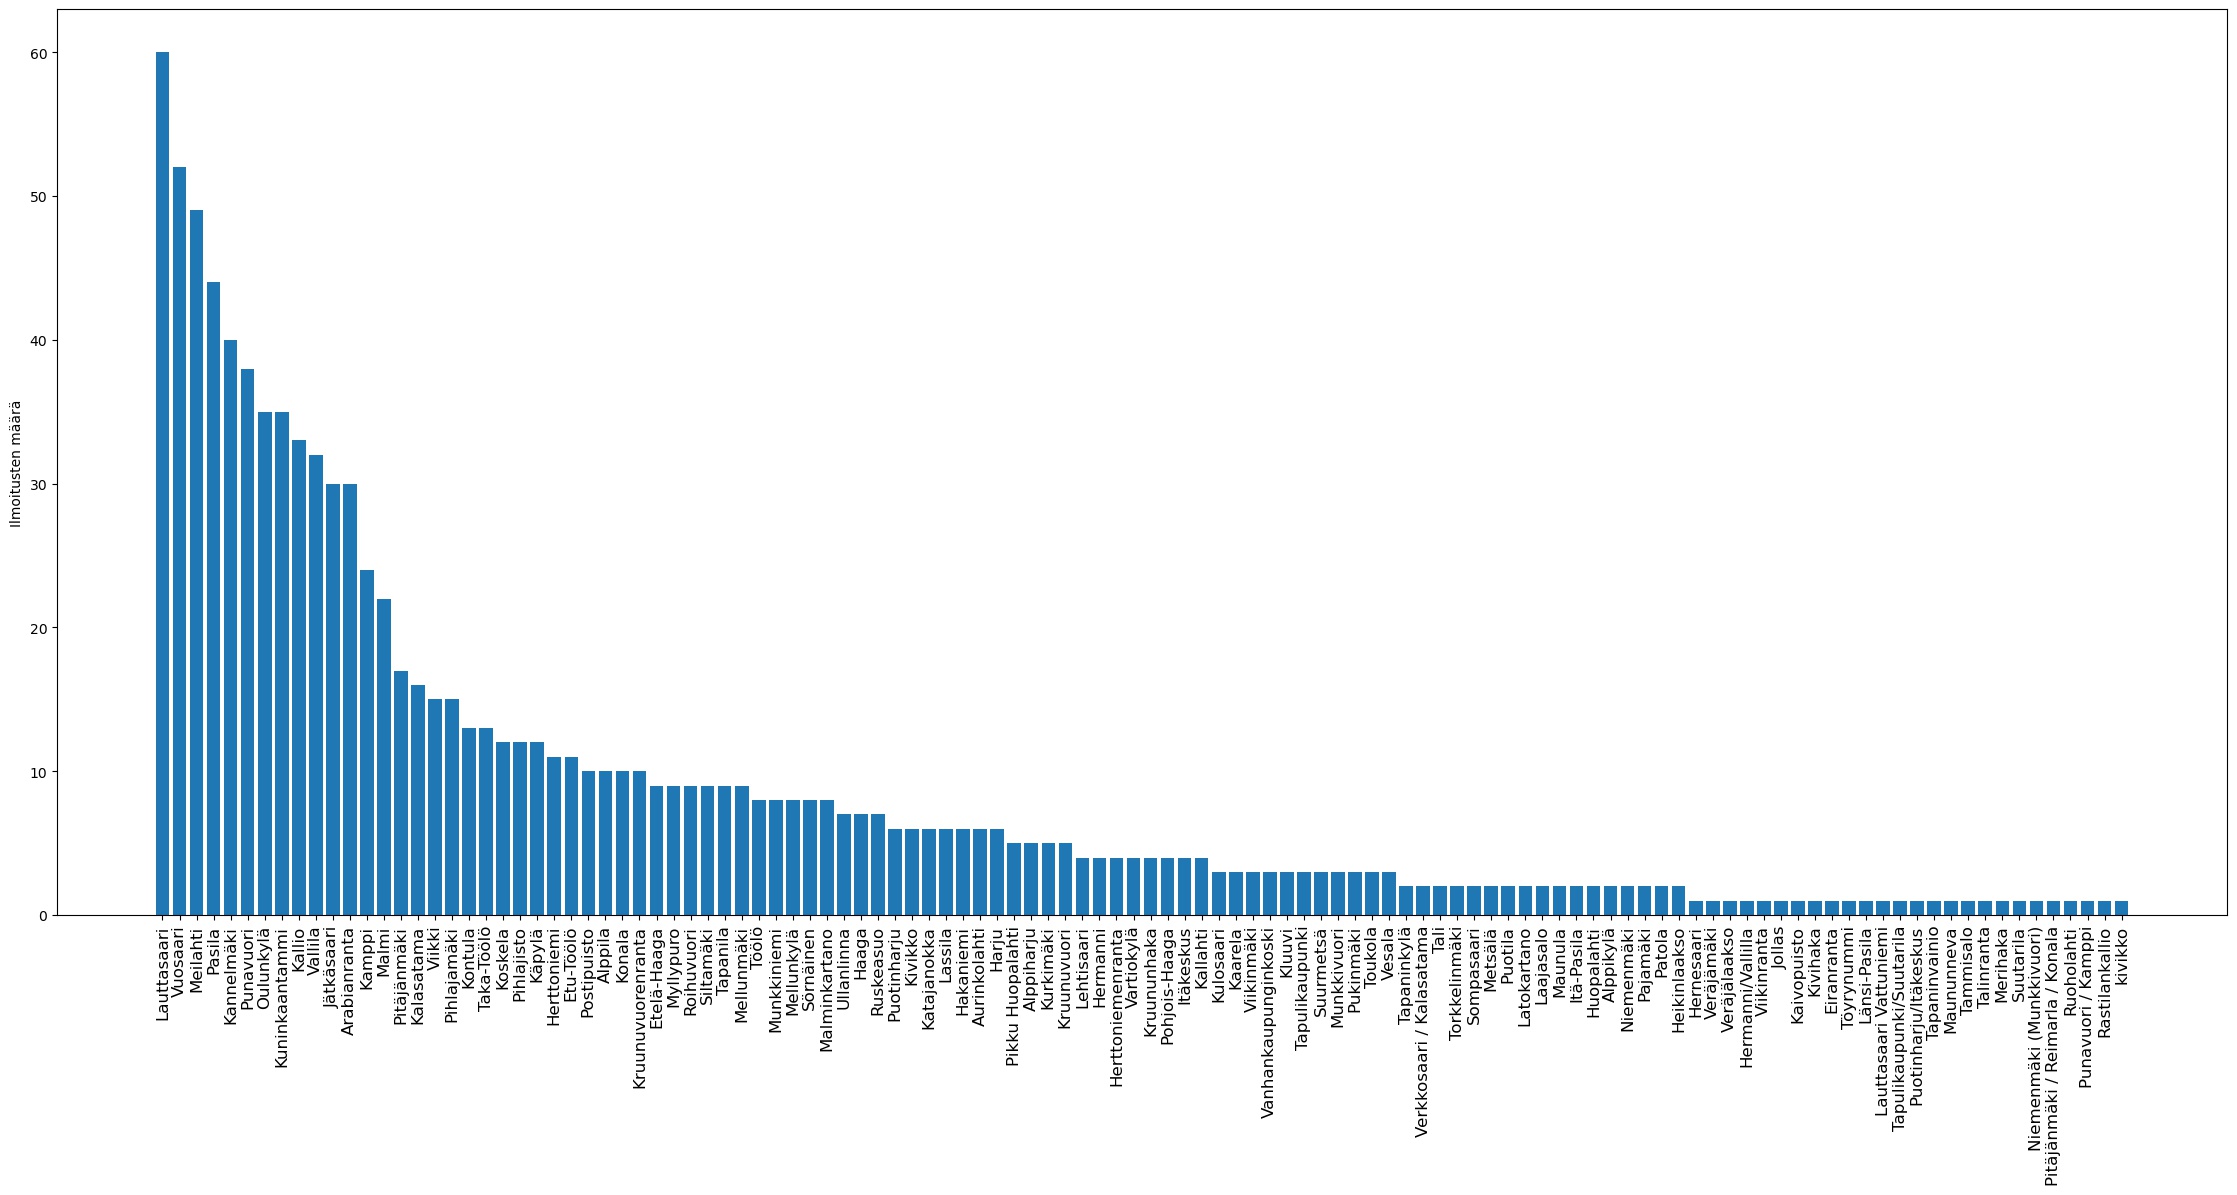 Ilmoitusten määrä
60
50
40
30
20
10
0
Lauttasaari
Vuosaari
Meilahti
Pasila
Kannelmäki
Punavuori
Oulunkylä
Kuninkaantammi
Kallio
Vallila
Jätkäsaari
Arabianranta
Kamppi
Malmi
Pitäjänmäki
Kalasatama
Viikki
Pihlajamäki
Kontula
Taka-Töölö
Koskela
Pihlajisto
Käpylä
Herttoniemi
Etu-Töölö
Postipuisto
Alppila
Konala
Kruunuvuorenranta
Etelä-Haaga
Myllypuro
Roihuvuori
Siltamäki
Tapanila
Mellunmäki
Töölö
Munkkiniemi
Mellunkylä
Sörnäinen
Malminkartano
Ullanlinna
Haaga
Ruskeasuo
Puotinharju
Kivikko
Katajanokka
Lassila
Hakaniemi
Aurinkolahti
Harju
Pikku Huopalahti
Alppiharju
Kurkimäki
Kruunuvuori
Lehtisaari
Hermanni
Herttoniemenranta
Vartiokylä
Kruununhaka
Pohjois-Haaga
Itäkeskus
Kallahti
Kulosaari
Kaarela
Viikinmäki
Vanhankaupunginkoski
Kluuvi
Tapulikaupunki
Suurmetsä
Munkkivuori
Pukinmäki
Toukola
Vesala
Tapaninkylä
Verkkosaari / Kalasatama
Tali
Torkkelinmäki
Sompasaari
Metsälä
Puotila
Latokartano
Laajasalo
Maunula
Itä-Pasila
Huopalahti
Alppikylä
Niemenmäki
Pajamäki
Patola
Heikinlaakso
Hernesaari
Veräjämäki
Veräjälaakso
Hermanni/Vallilla
Viikinranta
Jollas
Kaivopuisto
Kivihaka
Eiranranta
Töyrynummi
Länsi-Pasila
Lauttasaari Vattuniemi
Tapulikaupunki/Suutarila
Puotinharju/Itäkeskus
Tapaninvainio
Maununneva
Tammisalo
Talinranta
Merihaka
Suutarila
Niemenmäki (Munkkivuori)
Pitäjänmäki / Reimarla / Konala
Ruoholahti
Punavuori / Kamppi
Rastilankallio
kivikko